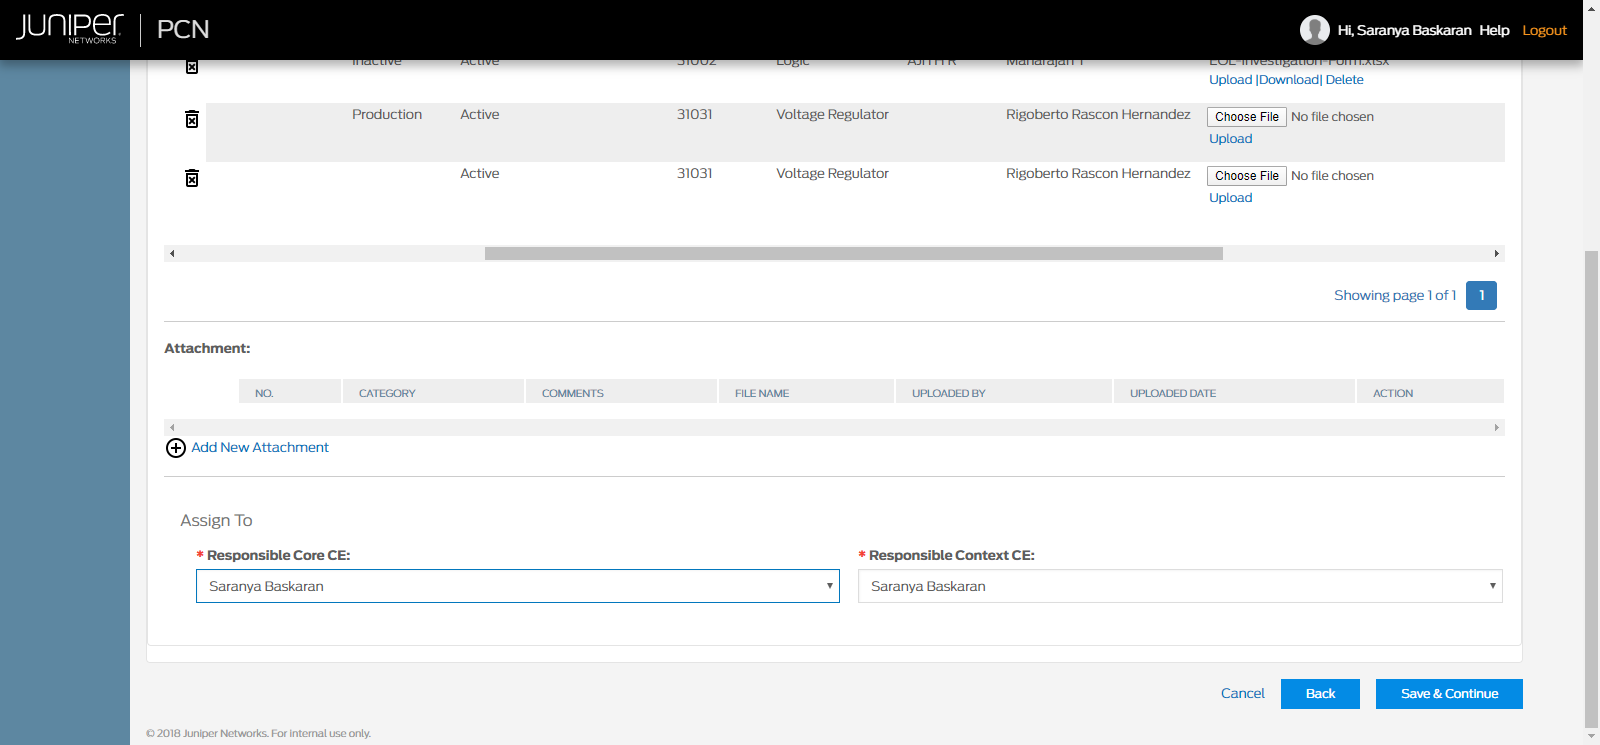 JUNIPER NETWORKS PCN Hi, Saranya Baskaran Help Logout
Inactive Active 31002 Logic AJITH R Maharajan T EOL-Investigation-Form.xlsx
Upload |Download| Delete
Production Active 31031 Voltage Regulator Rigoberto Rascon Hernandez Choose File No file chosen
Upload
Active 31031 Voltage Regulator Rigoberto Rascon Hernandez Choose File No file chosen
Upload
Showing page 1 of 1 1
Attachment:
NO. CATEGORY COMMENTS FILE NAME UPLOADED BY UPLOADED DATE ACTION
Add New Attachment
Assign To
* Responsible Core CE: * Responsible Context CE:
Saranya Baskaran Saranya Baskaran
Cancel Back Save & Continue
© 2018 Juniper Networks. For internal use only.